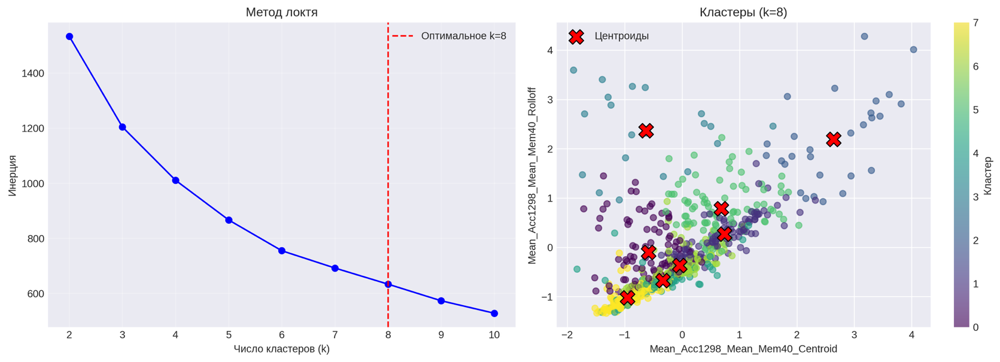 Метод локтя
Оптимальное k=8
Инерция
1400
1200
1000
800
600
2 3 4 5 6 7 8 9 10
Число кластеров (k)
Кластеры (k=8)
Центроиды
Mean_Acc1298_Mean_Mem40_Rolloff
4
3
2
1
0
−1
−2 −1 0 1 2 3 4
Mean_Acc1298_Mean_Mem40_Centroid
7
6
5
4
3
2
1
0
Кластер